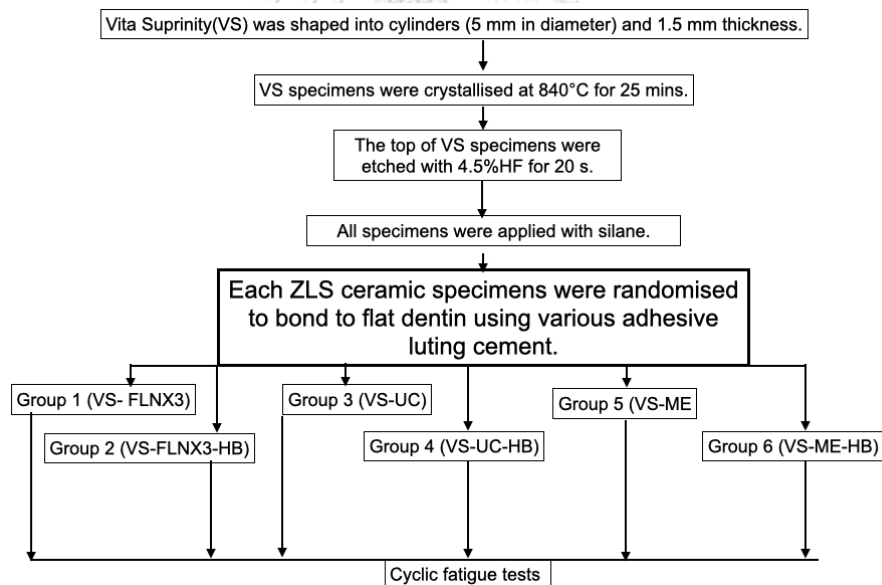 Vita Suprinity(VS) was shaped into cylinders (5 mm in diameter) and 1.5 mm thickness.
VS specimens were crystallised at 840°C for 25 mins.
The top of VS specimens were
etched with 4.5%HF for 20 s.
All specimens were applied with silane.
Each ZLS ceramic specimens were randomised
to bond to flat dentin using various adhesive
luting cement.
Group 1 (VS- FLNX3)
Group 3 (VS-UC)
Group 5 (VS-ME
Group 2 (VS-FLNX3-HB)
Group 4 (VS-UC-HB)
Group 6 (VS-ME-HB)
Cyclic fatigue tests